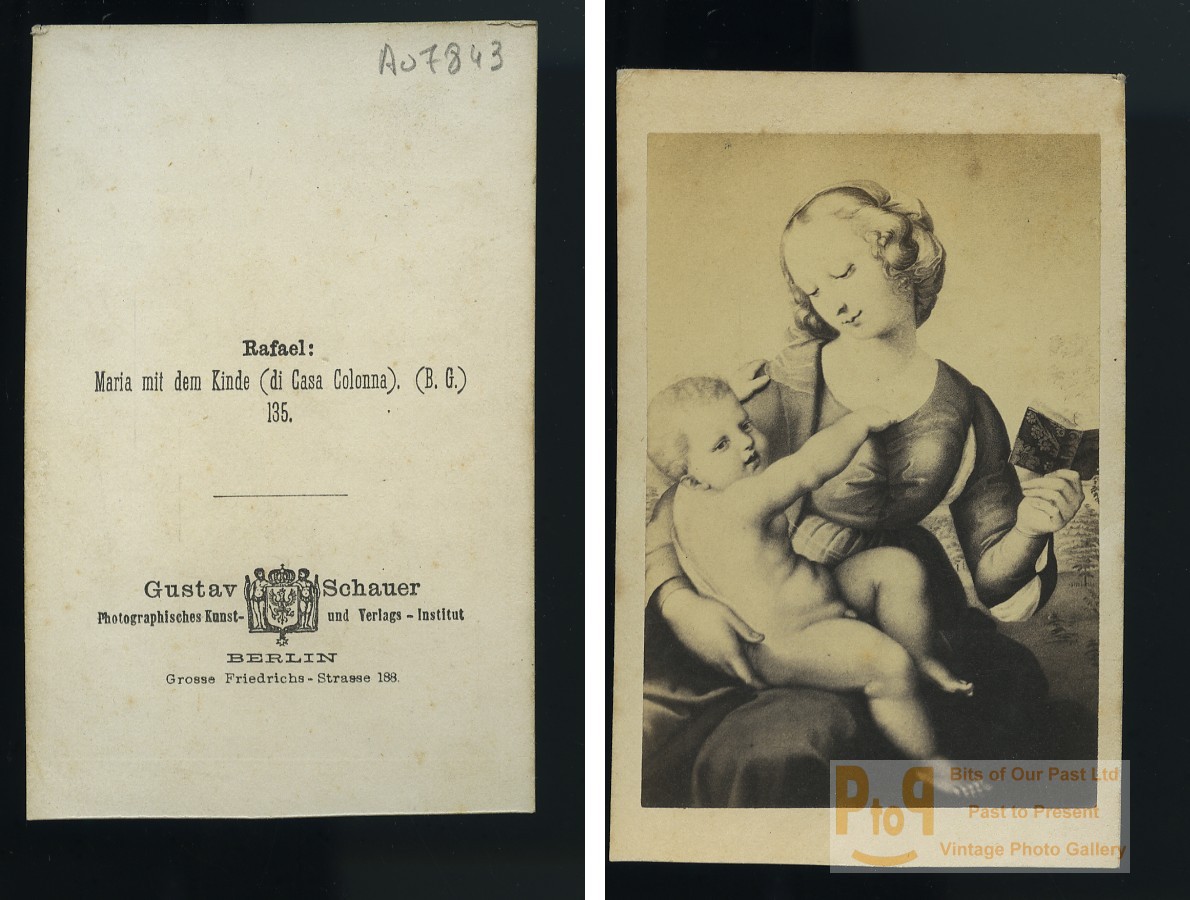 Au7843
Rafael:
Maria mit dem Kinde (di Casa Colonna). (B. G.)
135.
Gustav Schauer
Photographisches Kunst- und Verlags - Institut
BERLIN
Grosse Friedrichs - Strasse 188.
PtoP
Bits of Our Past Ltd
Past to Present
Vintage Photo Gallery